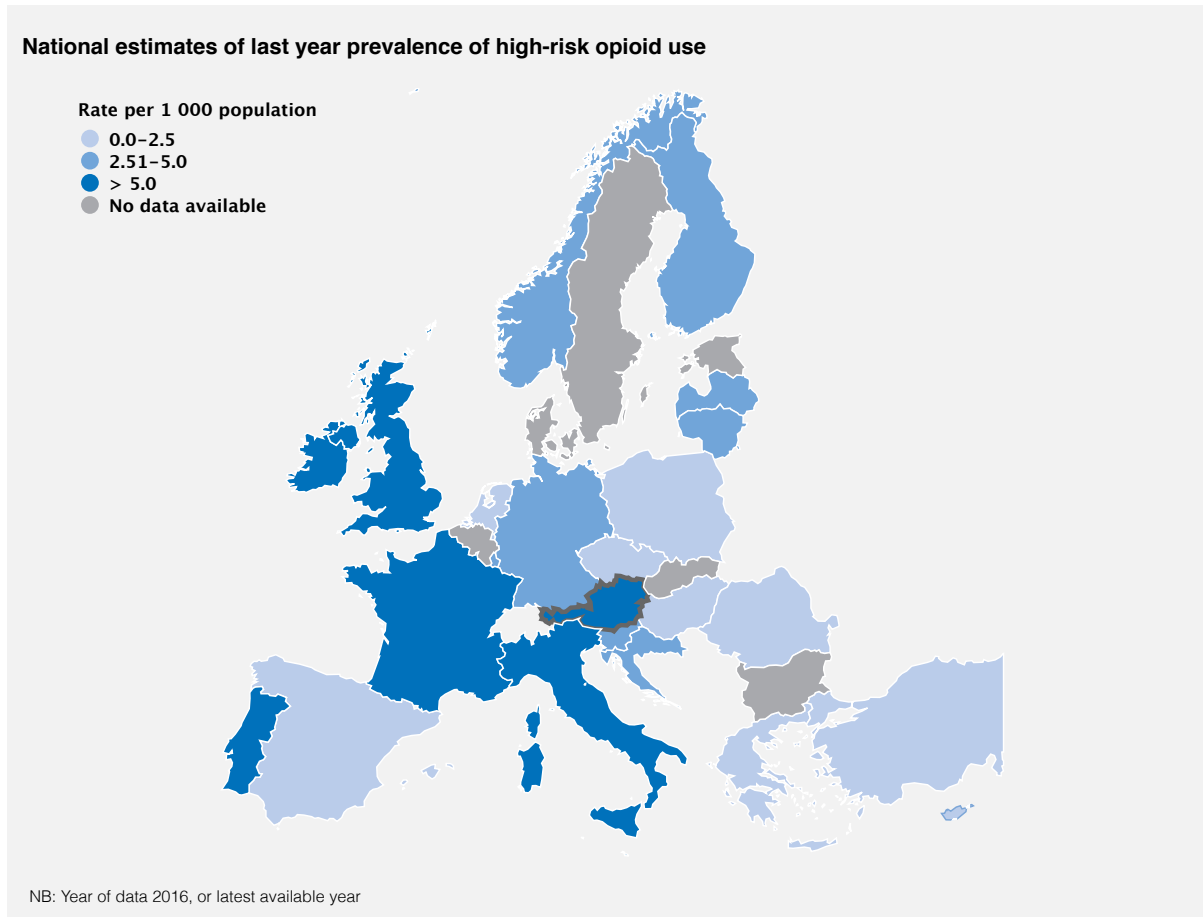 National estimates of last year prevalence of high-risk opioid use
Rate per 1 000 population
0.0–2.5
2.51–5.0
> 5.0
No data available
NB: Year of data 2016, or latest available year